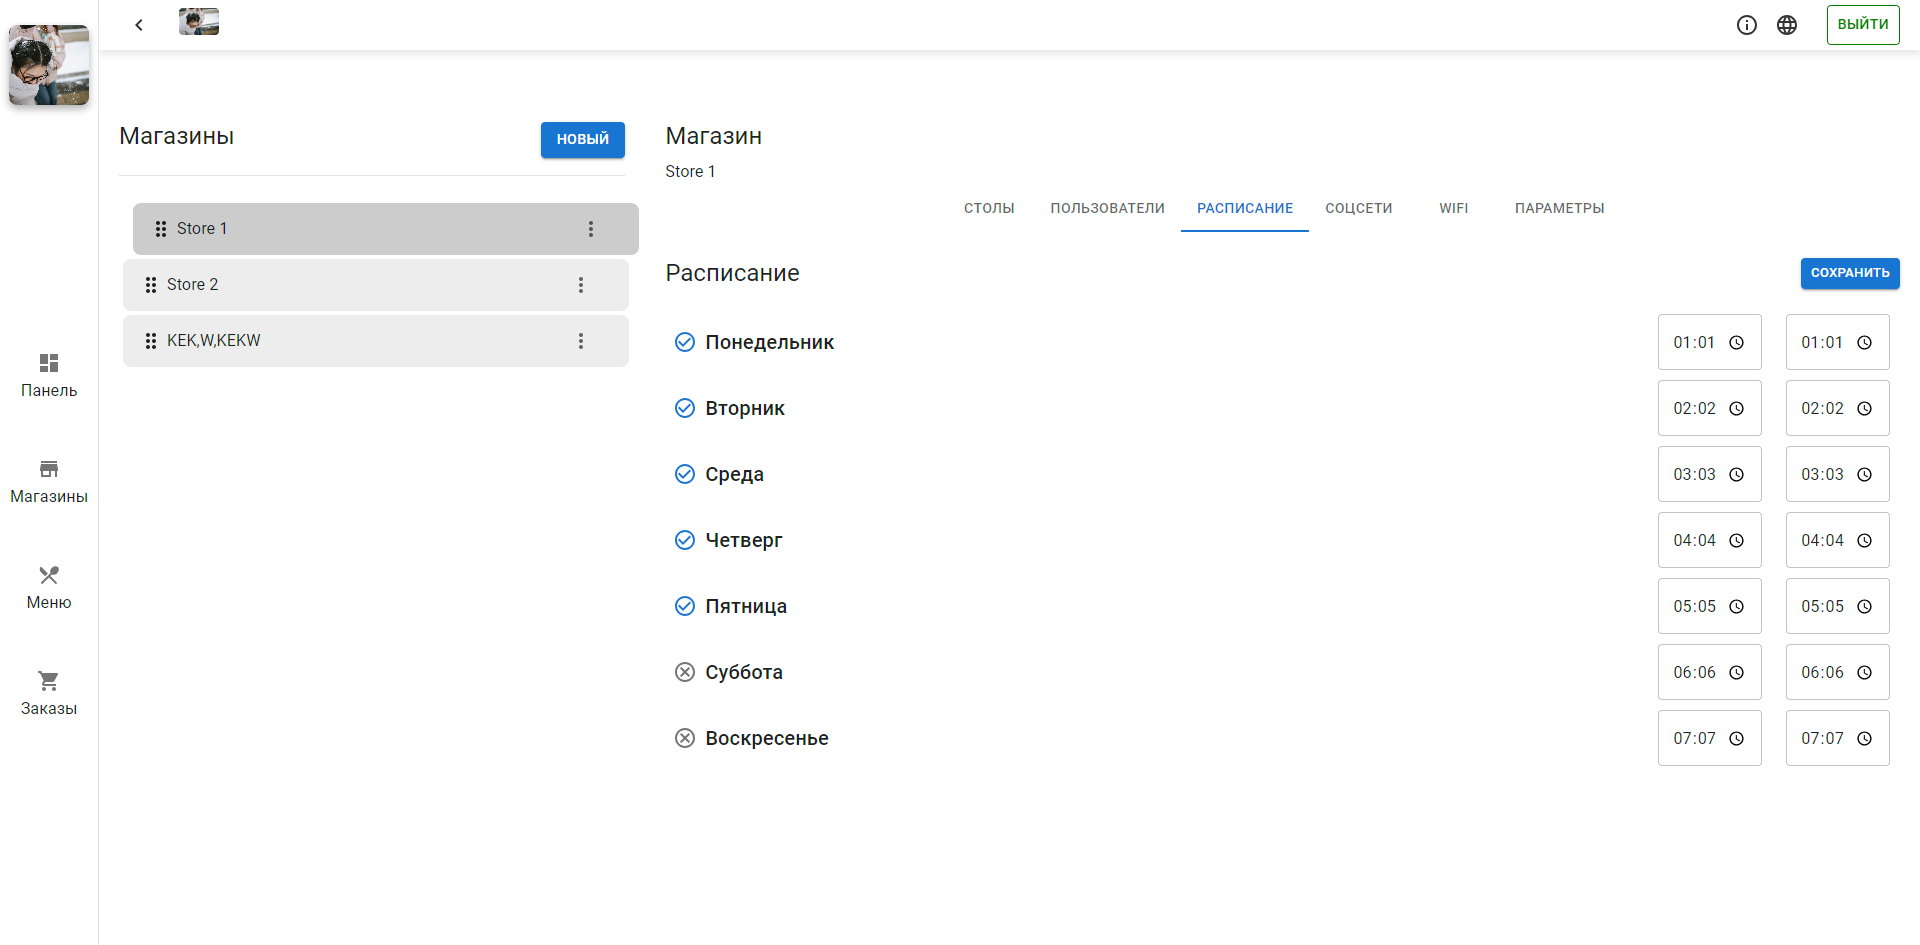 ВЫЙТИ
Панель
Магазины
Меню
Заказы
Магазины
НОВЫЙ
Store 1
Store 2
KEK,W,KEKW
Магазин
Store 1
СТОЛЫ ПОЛЬЗОВАТЕЛИ РАСПИСАНИЕ СОЦСЕТИ WIFI ПАРАМЕТРЫ
Расписание
СОХРАНИТЬ
Понедельник 01:01 01:01
Вторник 02:02 02:02
Среда 03:03 03:03
Четверг 04:04 04:04
Пятница 05:05 05:05
Суббота 06:06 06:06
Воскресенье 07:07 07:07